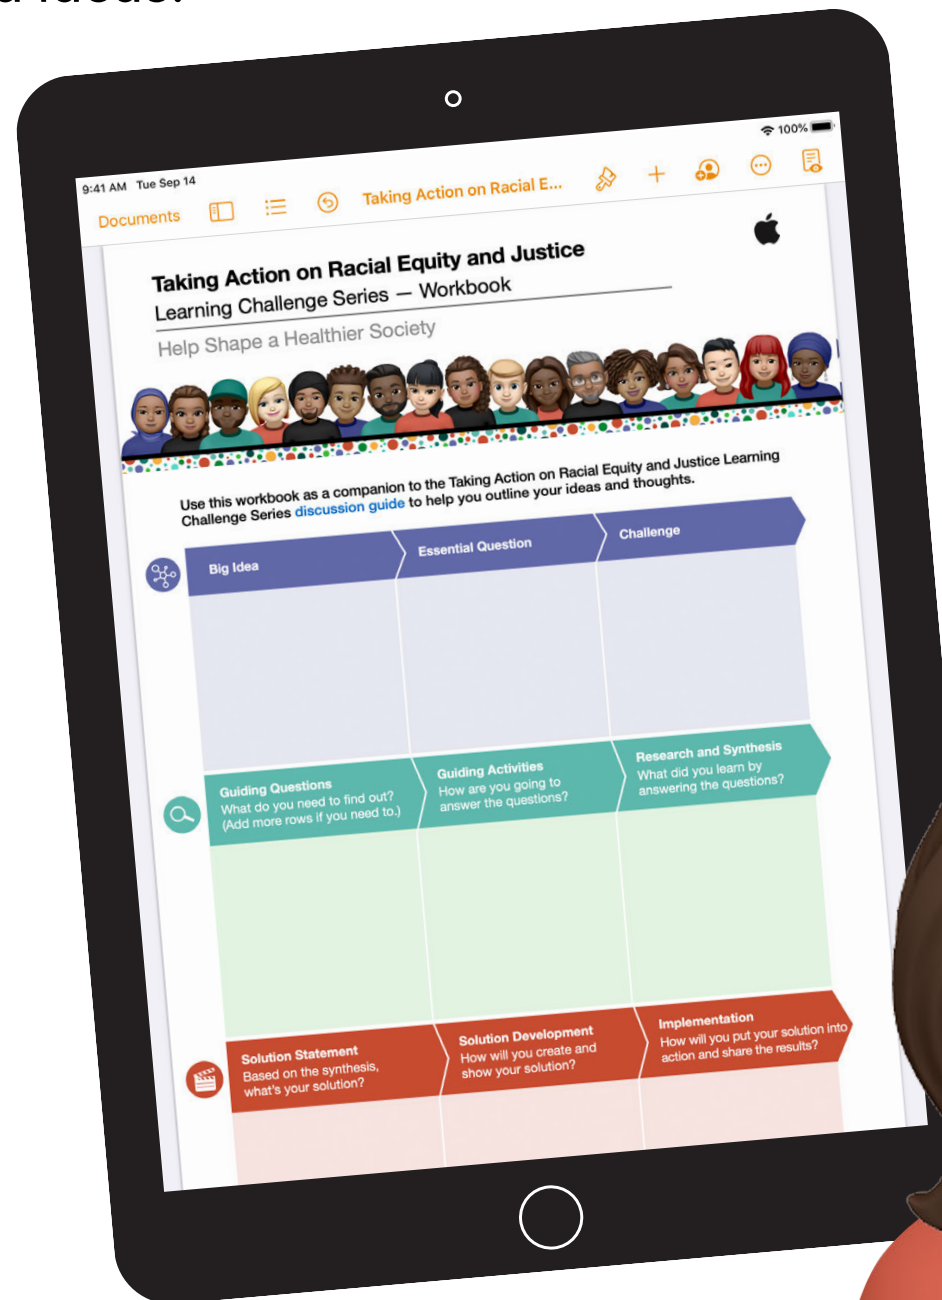 9:41 AM Tue Sep 14
100%
Documents
Taking Action on Racial E...
Taking Action on Racial Equity and Justice
Learning Challenge Series — Workbook
Help Shape a Healthier Society
Use this workbook as a companion to the Taking Action on Racial Equity and Justice Learning
Challenge Series discussion guide to help you outline your ideas and thoughts.
Big Idea
Essential Question
Challenge
Guiding Questions
What do you need to find out?
(Add more rows if you need to.)
Guiding Activities
How are you going to
answer the questions?
Research and Synthesis
What did you learn by
answering the questions?
Solution Statement
Based on the synthesis,
what's your solution?
Solution Development
How will you create and
show your solution?
Implementation
How will you put your solution into
action and share the results?